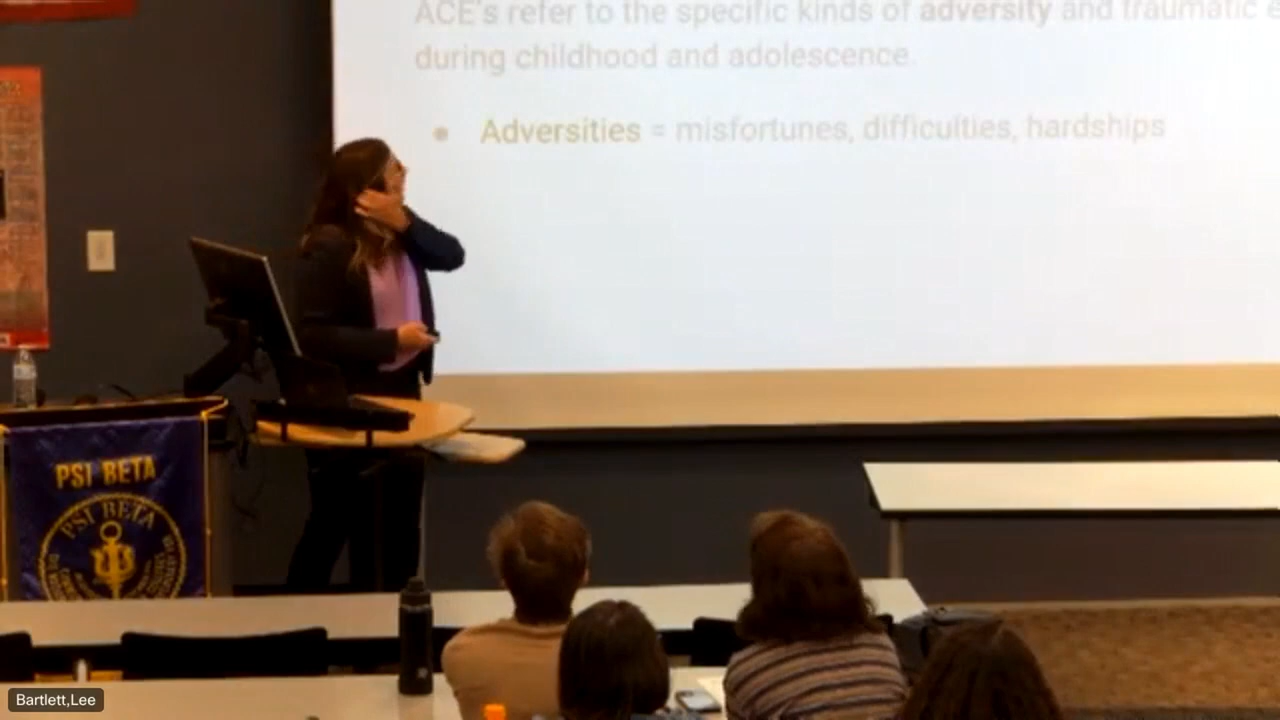 ACE's refer to the specific kinds of adversity and traumatic e
during childhood and adolescence.
• Adversities = misfortunes, difficulties, hardships
PSI BETA
PSI BETA
Bartlett,Lee